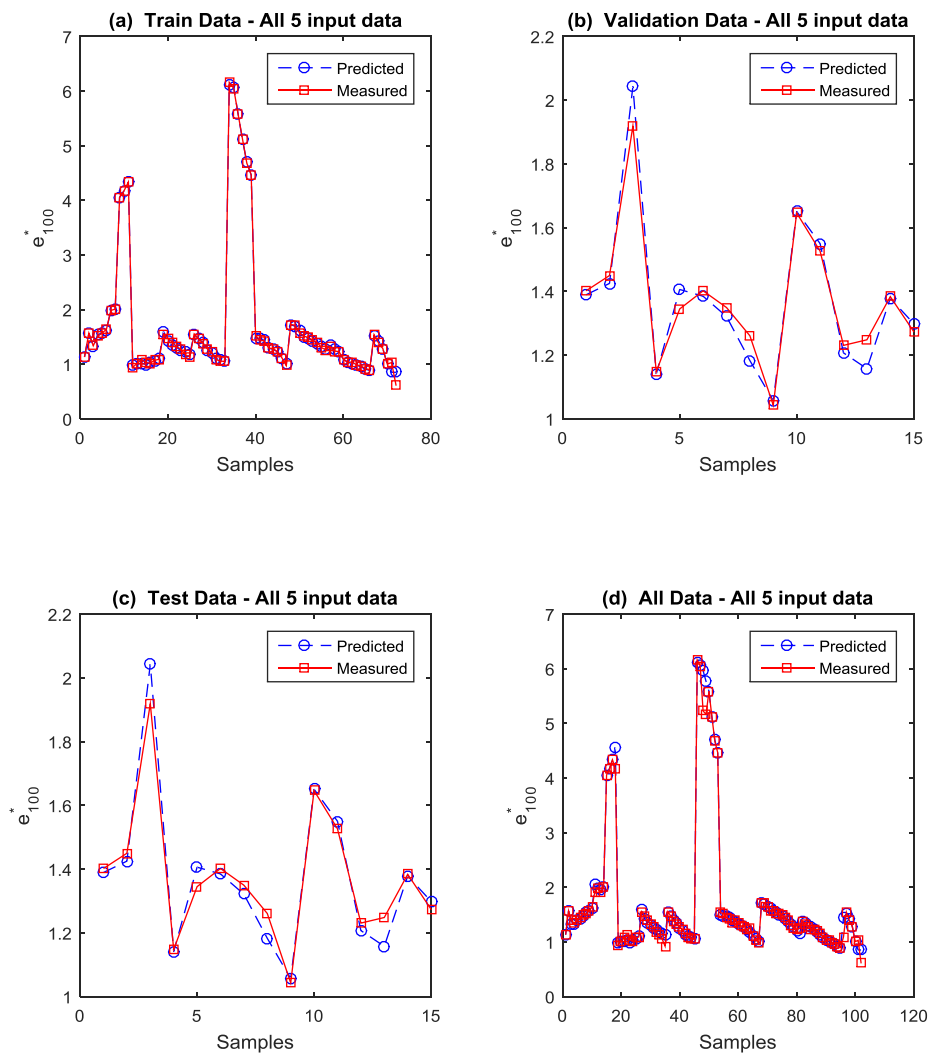 (a) Train Data - All 5 input data
7
6
5
4
3
2
1
0
0 20 40 60 80
e*100
Samples
Predicted
Measured
(b) Validation Data - All 5 input data
2.2
2
1.8
1.6
1.4
1.2
1
0 5 10 15
e*100
Samples
Predicted
Measured
(c) Test Data - All 5 input data
2.2
2
1.8
1.6
1.4
1.2
1
0 5 10 15
e*100
Samples
Predicted
Measured
(d) All Data - All 5 input data
7
6
5
4
3
2
1
0
0 20 40 60 80 100 120
e*100
Samples
Predicted
Measured